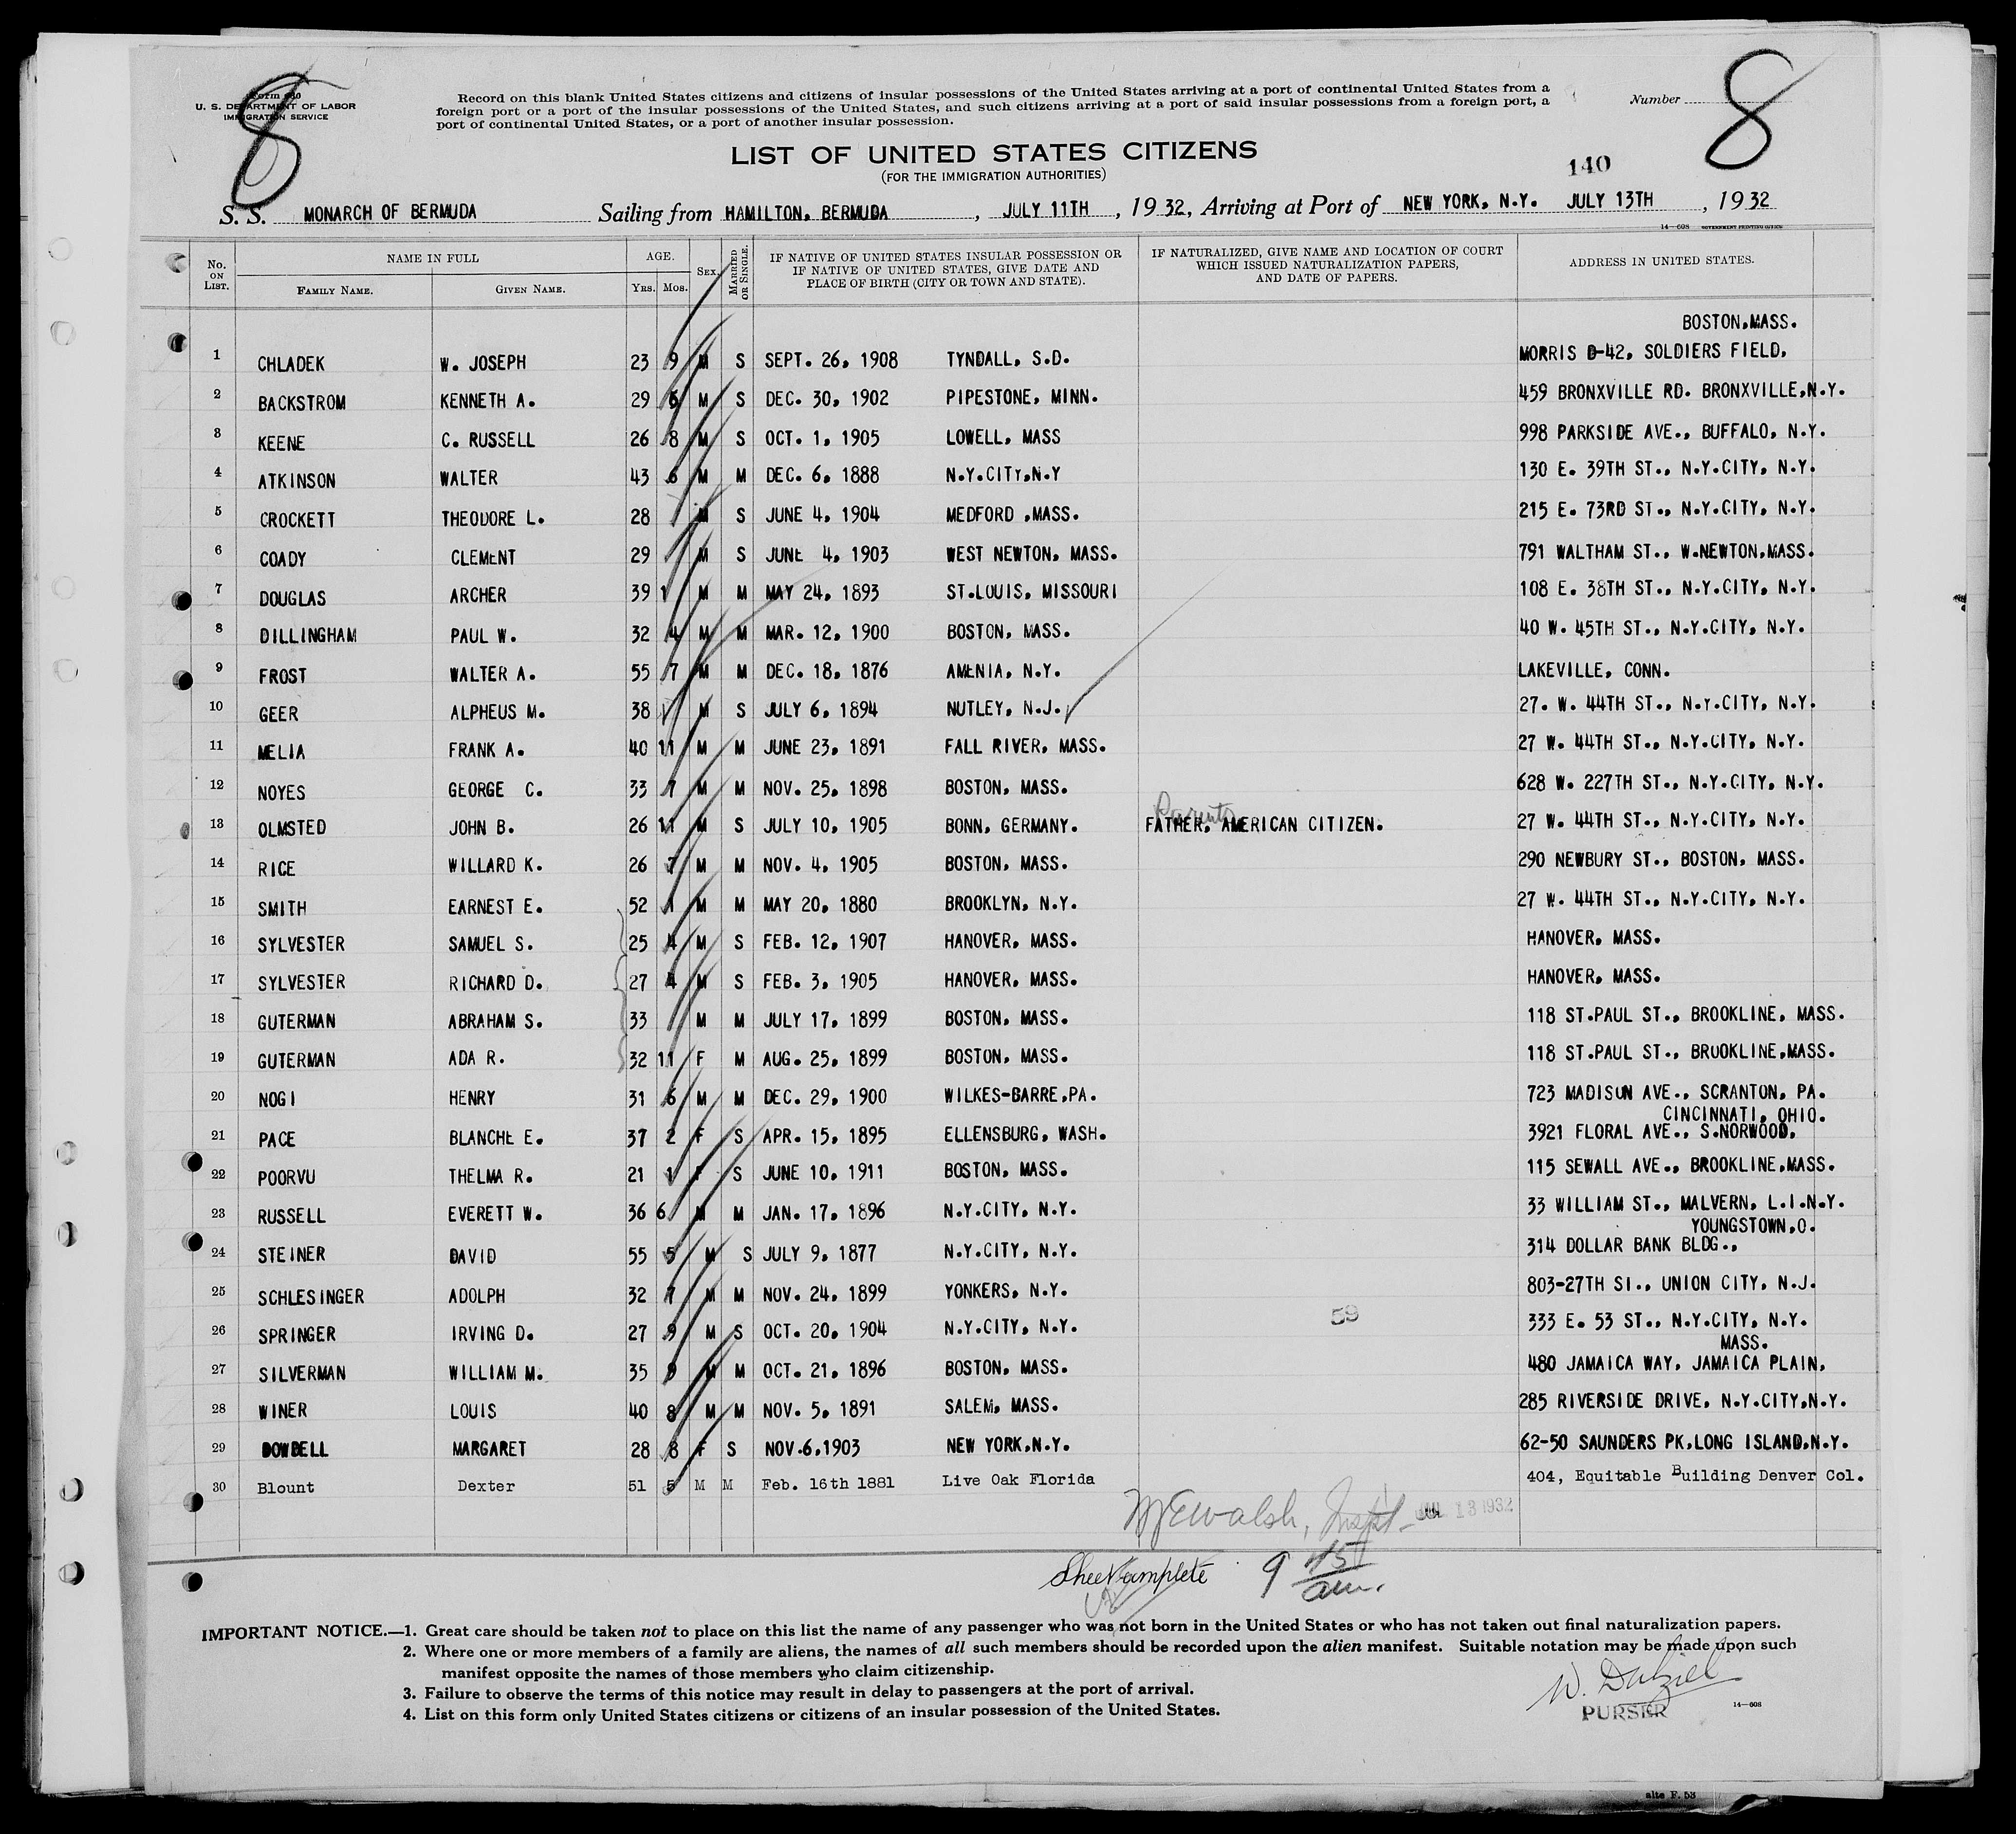 8
8
Form 630
U. S. DEPARTMENT OF LABOR
IMMIGRATION SERVICE
Record on this blank United States citizens and citizens of insular possessions of the United States arriving at a port of continental United States from a
foreign port or a port of the insular possessions of the United States, and such citizens arriving at a port of said insular possessions from a foreign port, a
port of continental United States, or a port of another insular possession.
Number
LIST OF UNITED STATES CITIZENS
(FOR THE IMMIGRATION AUTHORITIES)
140
S. S. MONARCH OF BERMUDA Sailing from HAMILTON, BERMUDA, JULY 11TH, 1932, Arriving at Port of NEW YORK, N.Y. JULY 13TH, 1932
14—608 GOVERNMENT PRINTING OFFICE
No. ON LIST. NAME IN FULL FAMILY NAME. GIVEN NAME. AGE. YRS. MOS. SEX. MARRIED OR SINGLE. IF NATIVE OF UNITED STATES INSULAR POSSESSION OR IF NATIVE OF UNITED STATES, GIVE DATE AND PLACE OF BIRTH (CITY OR TOWN AND STATE). IF NATURALIZED, GIVE NAME AND LOCATION OF COURT WHICH ISSUED NATURALIZATION PAPERS, AND DATE OF PAPERS. ADDRESS IN UNITED STATES.
BOSTON,MASS.
1 CHLADEK W. JOSEPH 23 9 M S SEPT. 26, 1908 TYNDALL, S.D. MORRIS D-42, SOLDIERS FIELD,
2 BACKSTROM KENNETH A. 29 6 M S DEC. 30, 1902 PIPESTONE, MINN. 459 BRONXVILLE RD. BRONXVILLE,N.Y.
3 KEENE C. RUSSELL 26 8 M S OCT. 1, 1905 LOWELL, MASS 998 PARKSIDE AVE., BUFFALO, N.Y.
4 ATKINSON WALTER 43 6 M M DEC. 6, 1888 N.Y.CITY,N.Y 130 E. 39TH ST., N.Y.CITY, N.Y.
5 CROCKETT THEODORE L. 28 M S JUNE 4, 1904 MEDFORD ,MASS. 215 E. 73RD ST., N.Y.CITY, N.Y.
6 COADY CLEMENT 29 M S JUNE 4, 1903 WEST NEWTON, MASS. 791 WALTHAM ST., W.NEWTON,MASS.
7 DOUGLAS ARCHER 39 1 M M MAY 24, 1893 ST.LOUIS, MISSOURI 108 E. 38TH ST., N.Y.CITY, N.Y.
8 DILLINGHAM PAUL W. 32 4 M M MAR. 12, 1900 BOSTON, MASS. 40 W. 45TH ST., N.Y.CITY, N.Y.
9 FROST WALTER A. 55 7 M M DEC. 18, 1876 AMENIA, N.Y. LAKEVILLE, CONN.
10 GEER ALPHEUS M. 38 M S JULY 6, 1894 NUTLEY, N.J. 27. W. 44TH ST., N.Y.CITY, N.Y.
11 MELIA FRANK A. 40 11 M M JUNE 23, 1891 FALL RIVER, MASS. 27 W. 44TH ST., N.Y.CITY, N.Y.
12 NOYES GEORGE C. 33 7 M M NOV. 25, 1898 BOSTON, MASS. 628 W. 227TH ST., N.Y.CITY, N.Y.
Parents
13 OLMSTED JOHN B. 26 11 M S JULY 10, 1905 BONN, GERMANY. FATHER, AMERICAN CITIZEN. 27 W. 44TH ST., N.Y.CITY, N.Y.
14 RICE WILLARD K. 26 7 M M NOV. 4, 1905 BOSTON, MASS. 290 NEWBURY ST., BOSTON, MASS.
15 SMITH EARNEST E. 52 1 M M MAY 20, 1880 BROOKLYN, N.Y. 27 W. 44TH ST., N.Y.CITY, N.Y.
16 SYLVESTER SAMUEL S. 25 4 M S FEB. 12, 1907 HANOVER, MASS. HANOVER, MASS.
17 SYLVESTER RICHARD D. 27 4 M S FEB. 3, 1905 HANOVER, MASS. HANOVER, MASS.
18 GUTERMAN ABRAHAM S. 33 M M JULY 17, 1899 BOSTON, MASS. 118 ST.PAUL ST., BROOKLINE, MASS.
19 GUTERMAN ADA R. 32 11 F M AUG. 25, 1899 BOSTON, MASS. 118 ST.PAUL ST., BROOKLINE,MASS.
20 NOGI HENRY 31 6 M M DEC. 29, 1900 WILKES-BARRE,PA. 723 MADISON AVE., SCRANTON, PA.
CINCINNATI, OHIO.
21 PACE BLANCHE E. 37 2 F S APR. 15, 1895 ELLENSBURG, WASH. 3921 FLORAL AVE., S.NORWOOD,
22 POORVU THELMA R. 21 1 F S JUNE 10, 1911 BOSTON, MASS. 115 SEWALL AVE., BROOKLINE,MASS.
23 RUSSELL EVERETT W. 36 6 M M JAN. 17, 1896 N.Y.CITY, N.Y. 33 WILLIAM ST., MALVERN, L.I.N.Y.
YOUNGSTOWN,O.
24 STEINER DAVID 55 5 M S JULY 9, 1877 N.Y.CITY, N.Y. 314 DOLLAR BANK BLDG.,
25 SCHLESINGER ADOLPH 32 7 M M NOV. 24, 1899 YONKERS, N.Y. 803-27TH ST., UNION CITY, N.J.
59
26 SPRINGER IRVING D. 27 9 M S OCT. 20, 1904 N.Y.CITY, N.Y. 333 E. 53 ST., N.Y.CITY, N.Y.
MASS.
27 SILVERMAN WILLIAM M. 35 9 M M OCT. 21, 1896 BOSTON, MASS. 480 JAMAICA WAY, JAMAICA PLAIN,
28 WINER LOUIS 40 8 M M NOV. 5, 1891 SALEM, MASS. 285 RIVERSIDE DRIVE, N.Y.CITY,N.Y.
29 DOWDELL MARGARET 28 8 F S NOV.6,1903 NEW YORK,N.Y. 62-50 SAUNDERS PK,LONG ISLAND,N.Y.
30 Blount Dexter 51 5 M M Feb. 16th 1881 Live Oak Florida 404, Equitable Building Denver Col.
Walsh, Inspt. JUL 13 1932
Sheet complete 9 45 am.
IMPORTANT NOTICE.—1. Great care should be taken not to place on this list the name of any passenger who was not born in the United States or who has not taken out final naturalization papers.
2. Where one or more members of a family are aliens, the names of all such members should be recorded upon the alien manifest. Suitable notation may be made upon such
manifest opposite the names of those members who claim citizenship.
3. Failure to observe the terms of this notice may result in delay to passengers at the port of arrival.
4. List on this form only United States citizens or citizens of an insular possession of the United States.
W. Dalziel
PURSER
14—608
alte F. 53